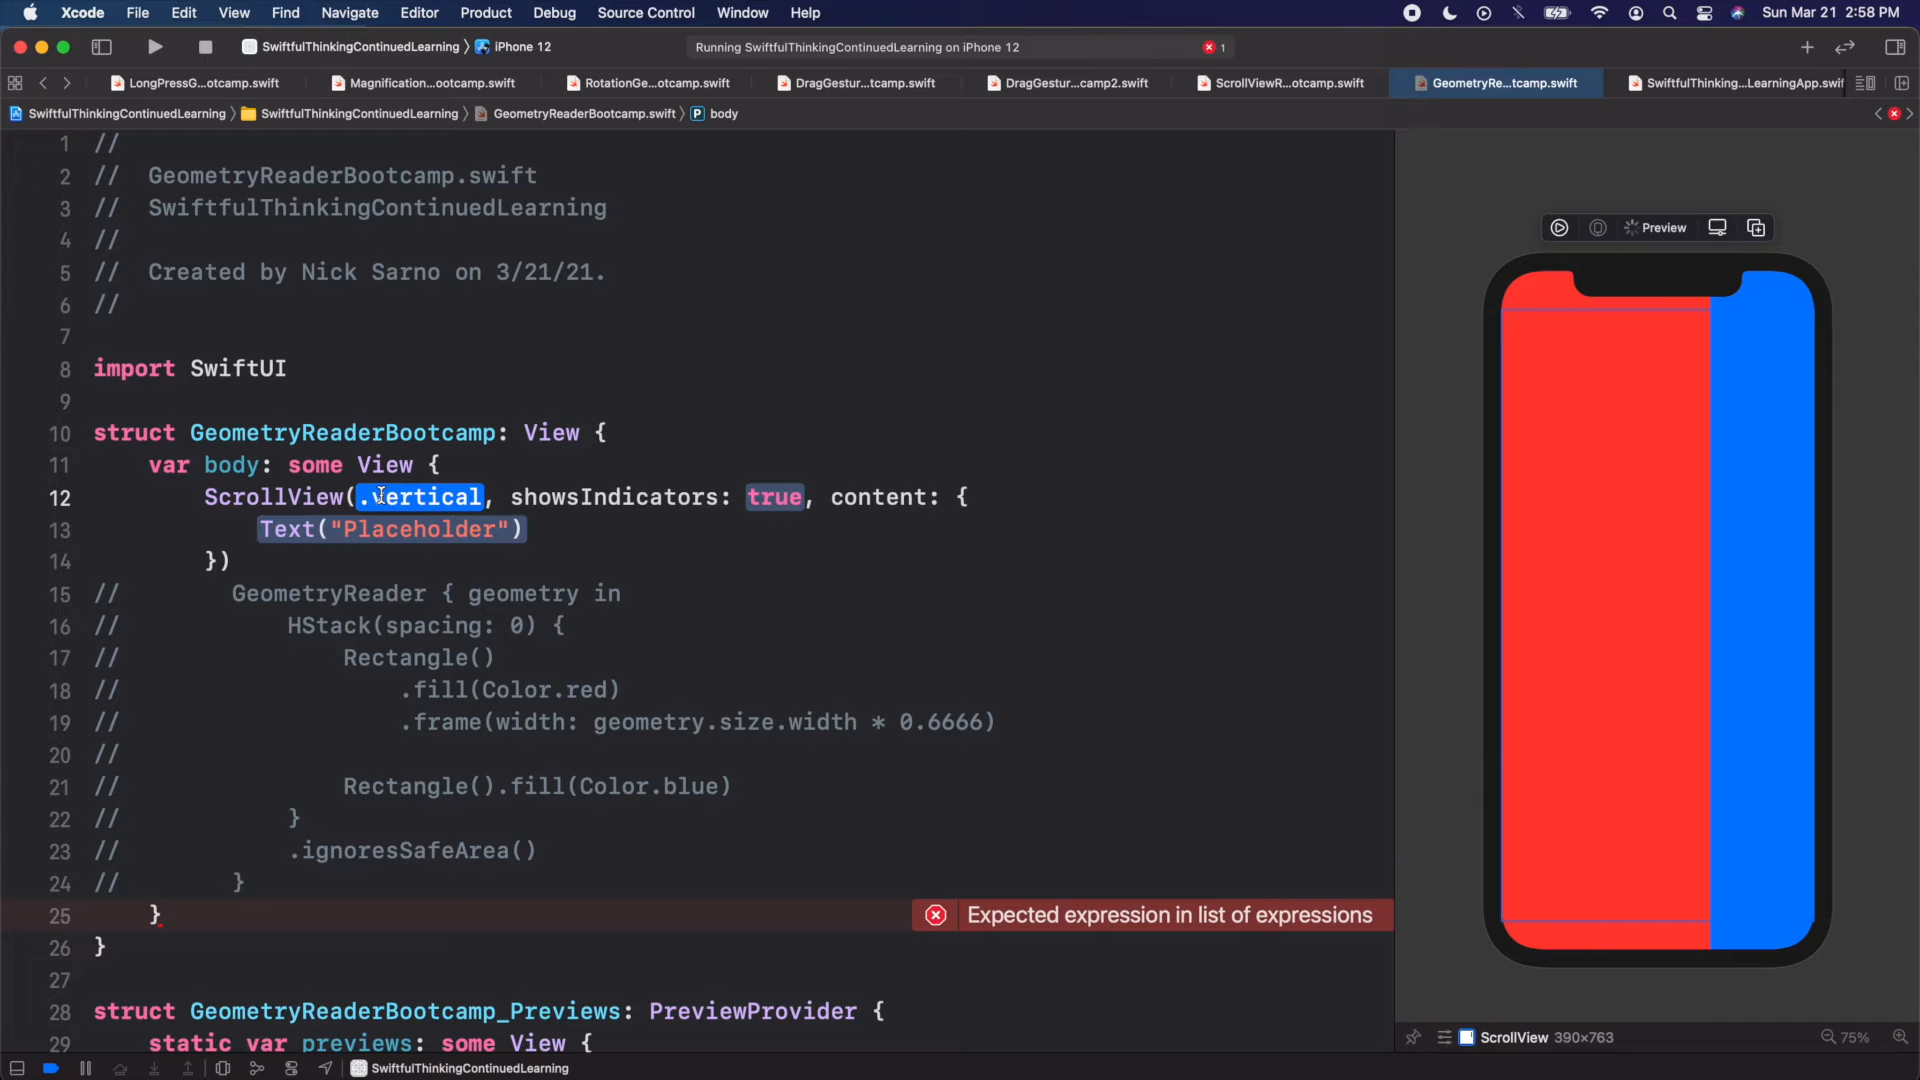 Xcode File Edit View Find Navigate Editor Product Debug Source Control Window Help Sun Mar 21 2:58 PM
SwiftfulThinkingContinuedLearning iPhone 12 Running SwiftfulThinkingContinuedLearning on iPhone 12 1
LongPressG...otcamp.swift Magnification...ootcamp.swift RotationGe...otcamp.swift DragGestur...tcamp.swift DragGestur...camp2.swift ScrollViewR...otcamp.swift GeometryRe...tcamp.swift SwiftfulThinking...LearningApp.swif
SwiftfulThinkingContinuedLearning SwiftfulThinkingContinuedLearning GeometryReaderBootcamp.swift P body
1 //
2 // GeometryReaderBootcamp.swift
3 // SwiftfulThinkingContinuedLearning
4 //
5 // Created by Nick Sarno on 3/21/21.
6 //
7
8 import SwiftUI
9
10 struct GeometryReaderBootcamp: View {
11 var body: some View {
12 ScrollView(.vertical, showsIndicators: true, content: {
13 Text("Placeholder")
14 })
15 // GeometryReader { geometry in
16 // HStack(spacing: 0) {
17 // Rectangle()
18 // .fill(Color.red)
19 // .frame(width: geometry.size.width * 0.6666)
20 //
21 // Rectangle().fill(Color.blue)
22 // }
23 // .ignoresSafeArea()
24 // }
25 } Expected expression in list of expressions
26 }
27
28 struct GeometryReaderBootcamp_Previews: PreviewProvider {
29 static var previews: some View {
Preview
ScrollView 390×763 75%
SwiftfulThinkingContinuedLearning